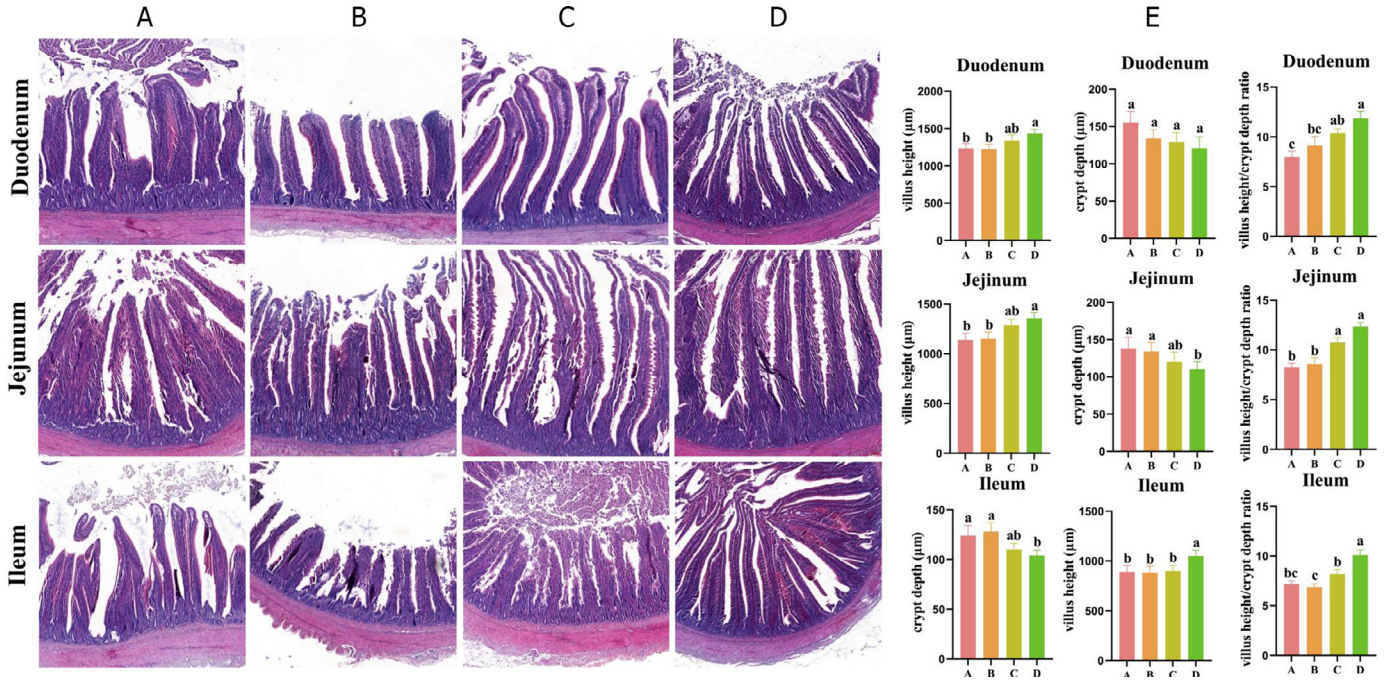 A B C D E
Duodenum
Jejunum
Ileum
Duodenum
villus height (μm)
2000
1500
1000
500
0
b b ab a
A B C D
Duodenum
crypt depth (μm)
200
150
100
50
0
a a a a
A B C D
Duodenum
villus height/crypt depth ratio
15
10
5
0
c bc ab a
A B C D
Jejinum
villus height (μm)
1500
1000
500
0
b b ab a
A B C D
Jejinum
crypt depth (μm)
200
150
100
50
0
a a ab b
A B C D
Jejinum
villus height/crypt depth ratio
15
10
5
0
b b a a
A B C D
Ileum
crypt depth (μm)
150
100
50
0
a a ab b
A B C D
Ileum
villus height (μm)
1500
1000
500
0
b b b a
A B C D
Ileum
villus height/crypt depth ratio
15
10
5
0
bc c b a
A B C D